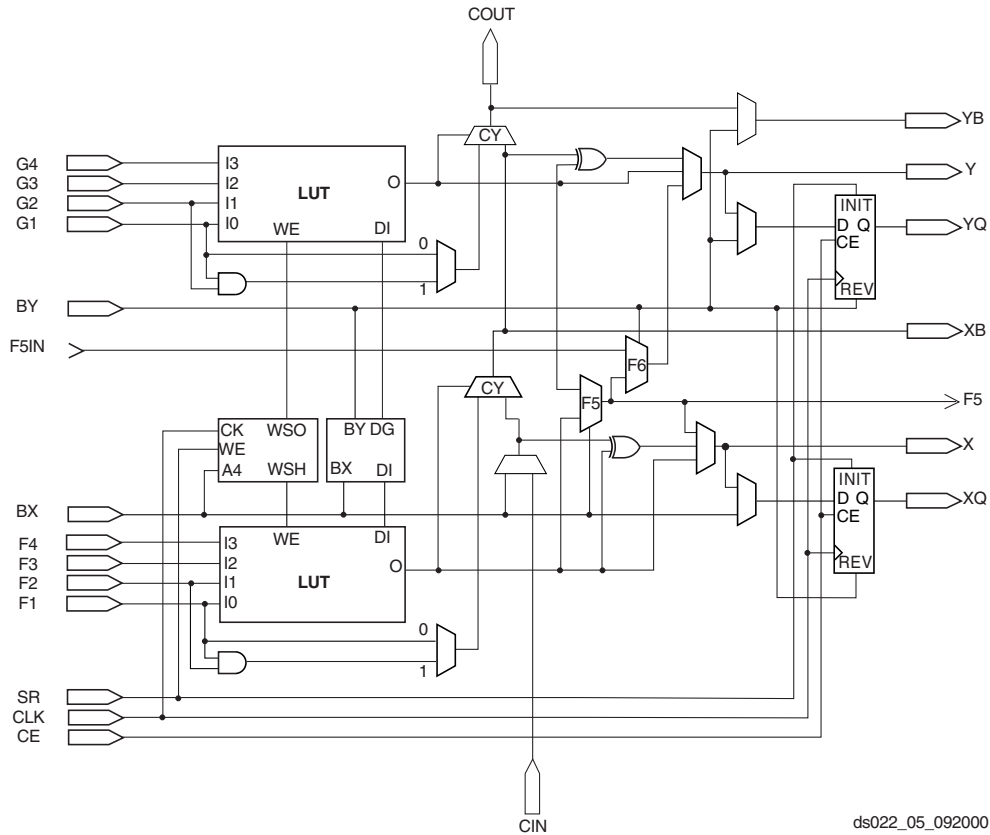 COUT
YB
CY
G4
G3
G2
G1
I3
I2
I1
I0
LUT
O
WE
DI
Y
INIT
D Q
CE
REV
YQ
0
1
BY
XB
F5IN
F6
CY
F5
F5
CK
WE
A4
WSO
WSH
BY DG
BX
DI
X
INIT
D Q
CE
REV
XQ
BX
F4
F3
F2
F1
I3
I2
I1
I0
WE
DI
LUT
O
0
1
SR
CLK
CE
CIN
ds022_05_092000